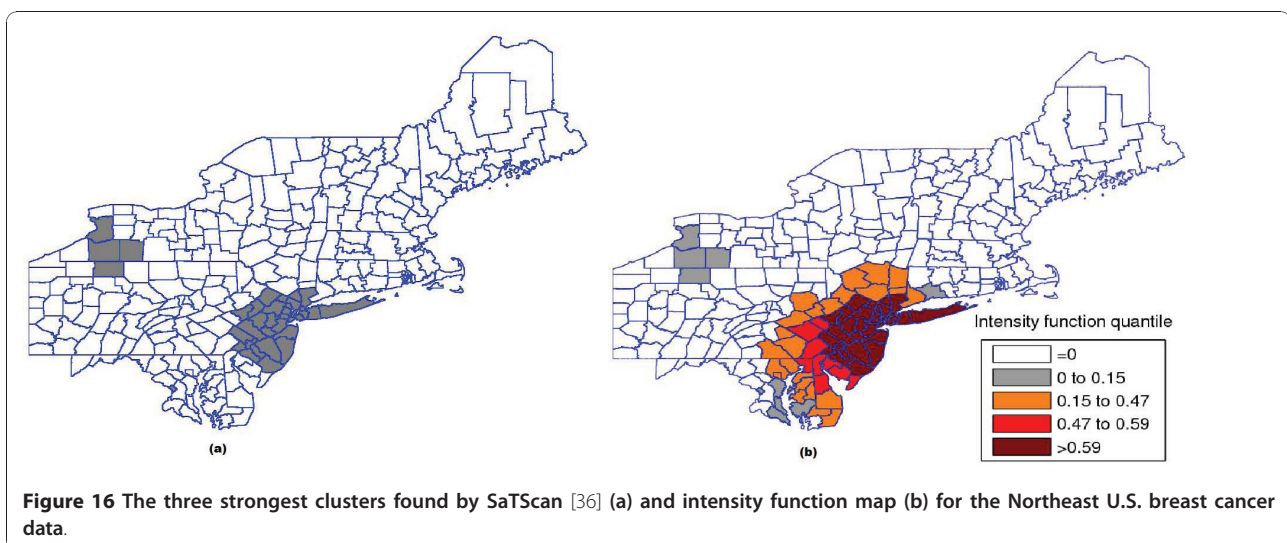 (a)
(b)
Intensity function quantile
=0
0 to 0.15
0.15 to 0.47
0.47 to 0.59
>0.59
Figure 16 The three strongest clusters found by SaTScan [36] (a) and intensity function map (b) for the Northeast U.S. breast cancer
data.